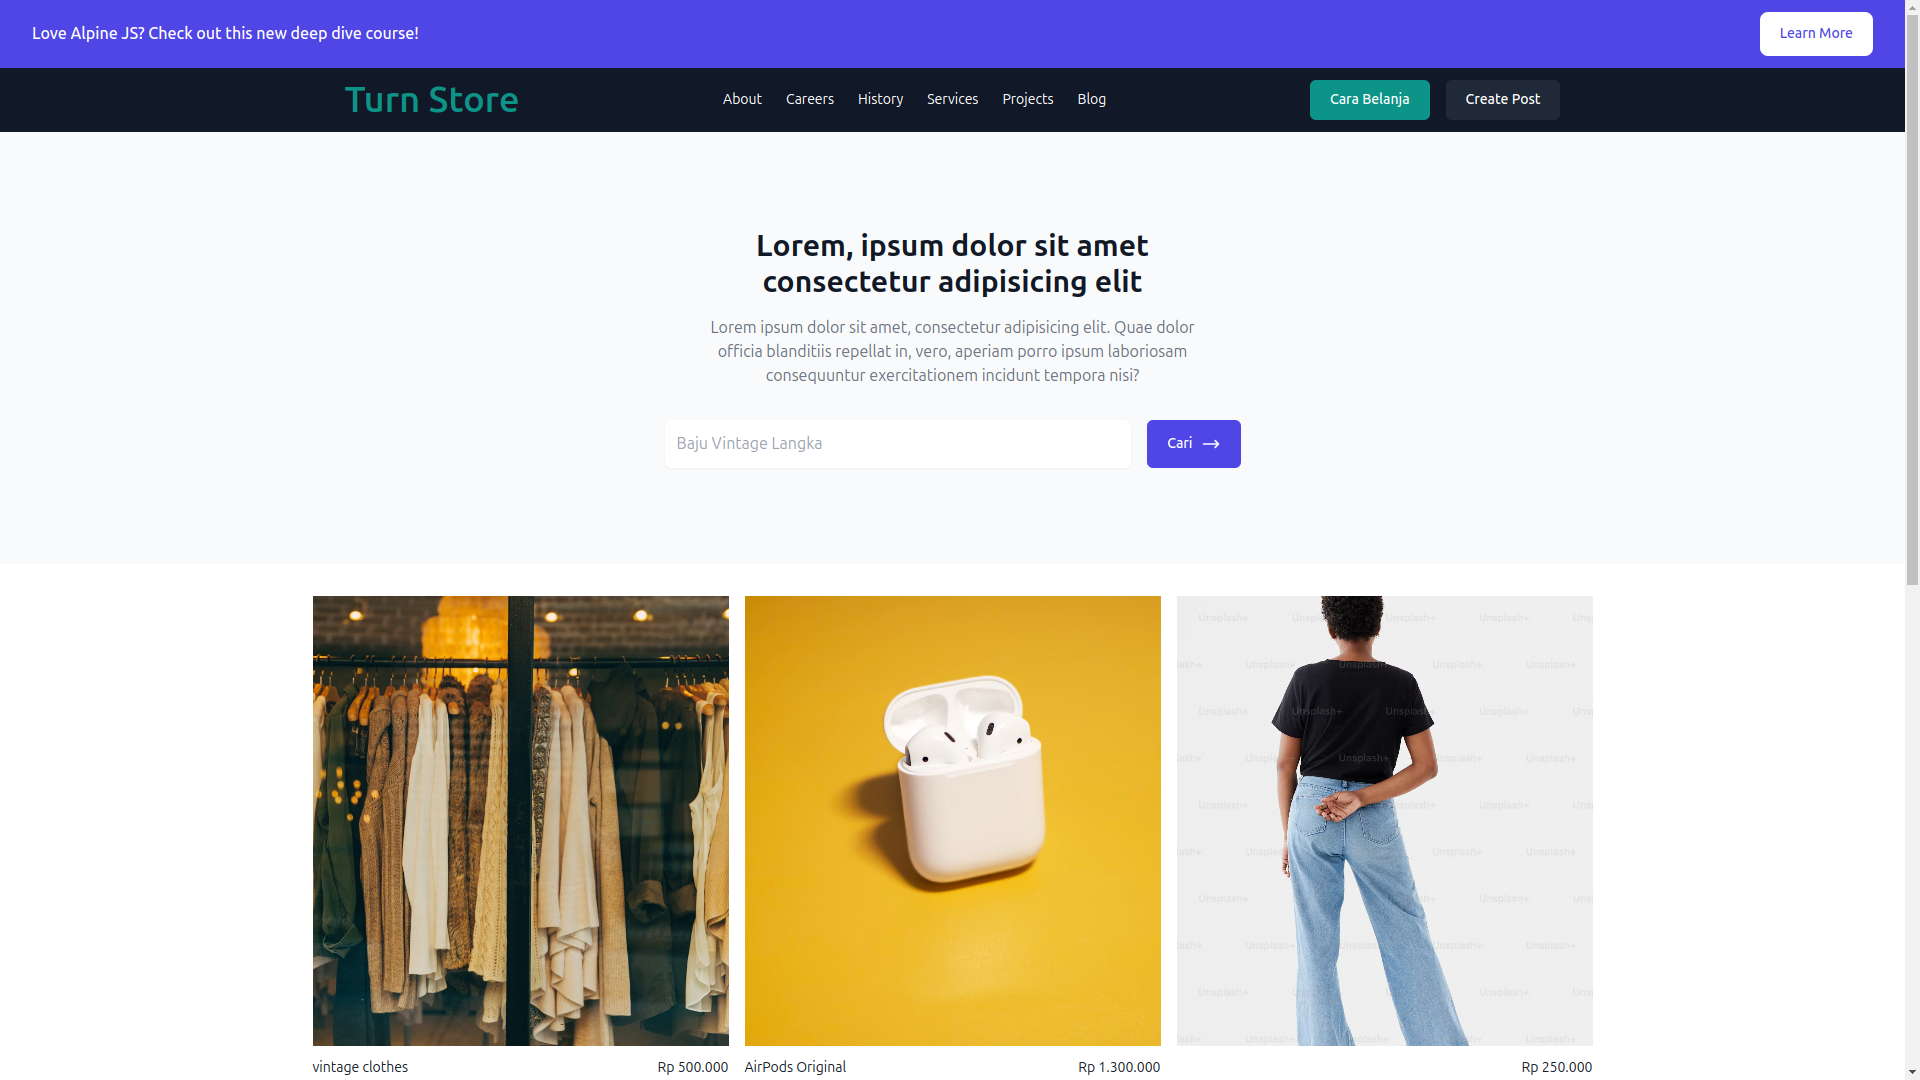 Love Alpine JS? Check out this new deep dive course!
Learn More
Turn Store
About Careers History Services Projects Blog
Cara Belanja
Create Post
Lorem, ipsum dolor sit amet
consectetur adipisicing elit
Lorem ipsum dolor sit amet, consectetur adipisicing elit. Quae dolor
officia blanditiis repellat in, vero, aperiam porro ipsum laboriosam
consequuntur exercitationem incidunt tempora nisi?
Baju Vintage Langka
Cari
Unsplash+
vintage clothes
Rp 500.000
AirPods Original
Rp 1.300.000
Rp 250.000